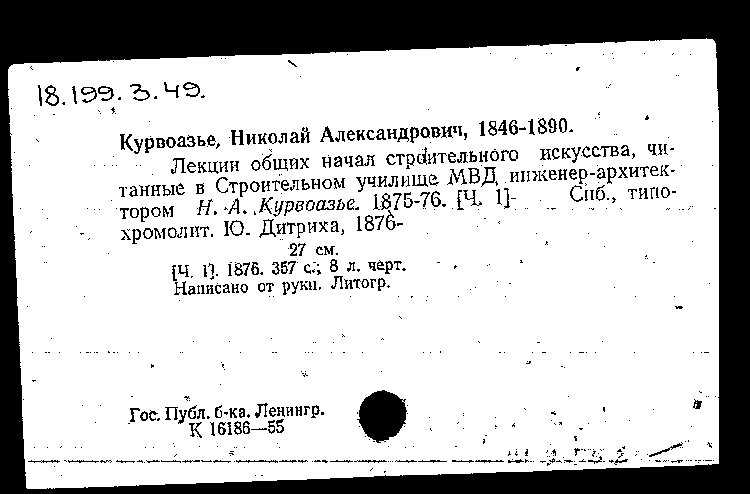 18.199.3.49.
Курвоазье, Николай Александрович, 1846-1890.
Лекции общих начал строительного искусства, чи-
танные в Строительном училище МВД инженер-архитек-
тором Н. А. Курвоазье. 1875-76. [Ч. 1]- Спб., типо-
хромолит. Ю. Дитриха, 1876-
27 см.
[Ч. 1]. 1876. 357 с.; 8 л. черт.
Написано от руки. Литогр.
Гос. Публ. б-ка. Ленингр.
К 16186—55